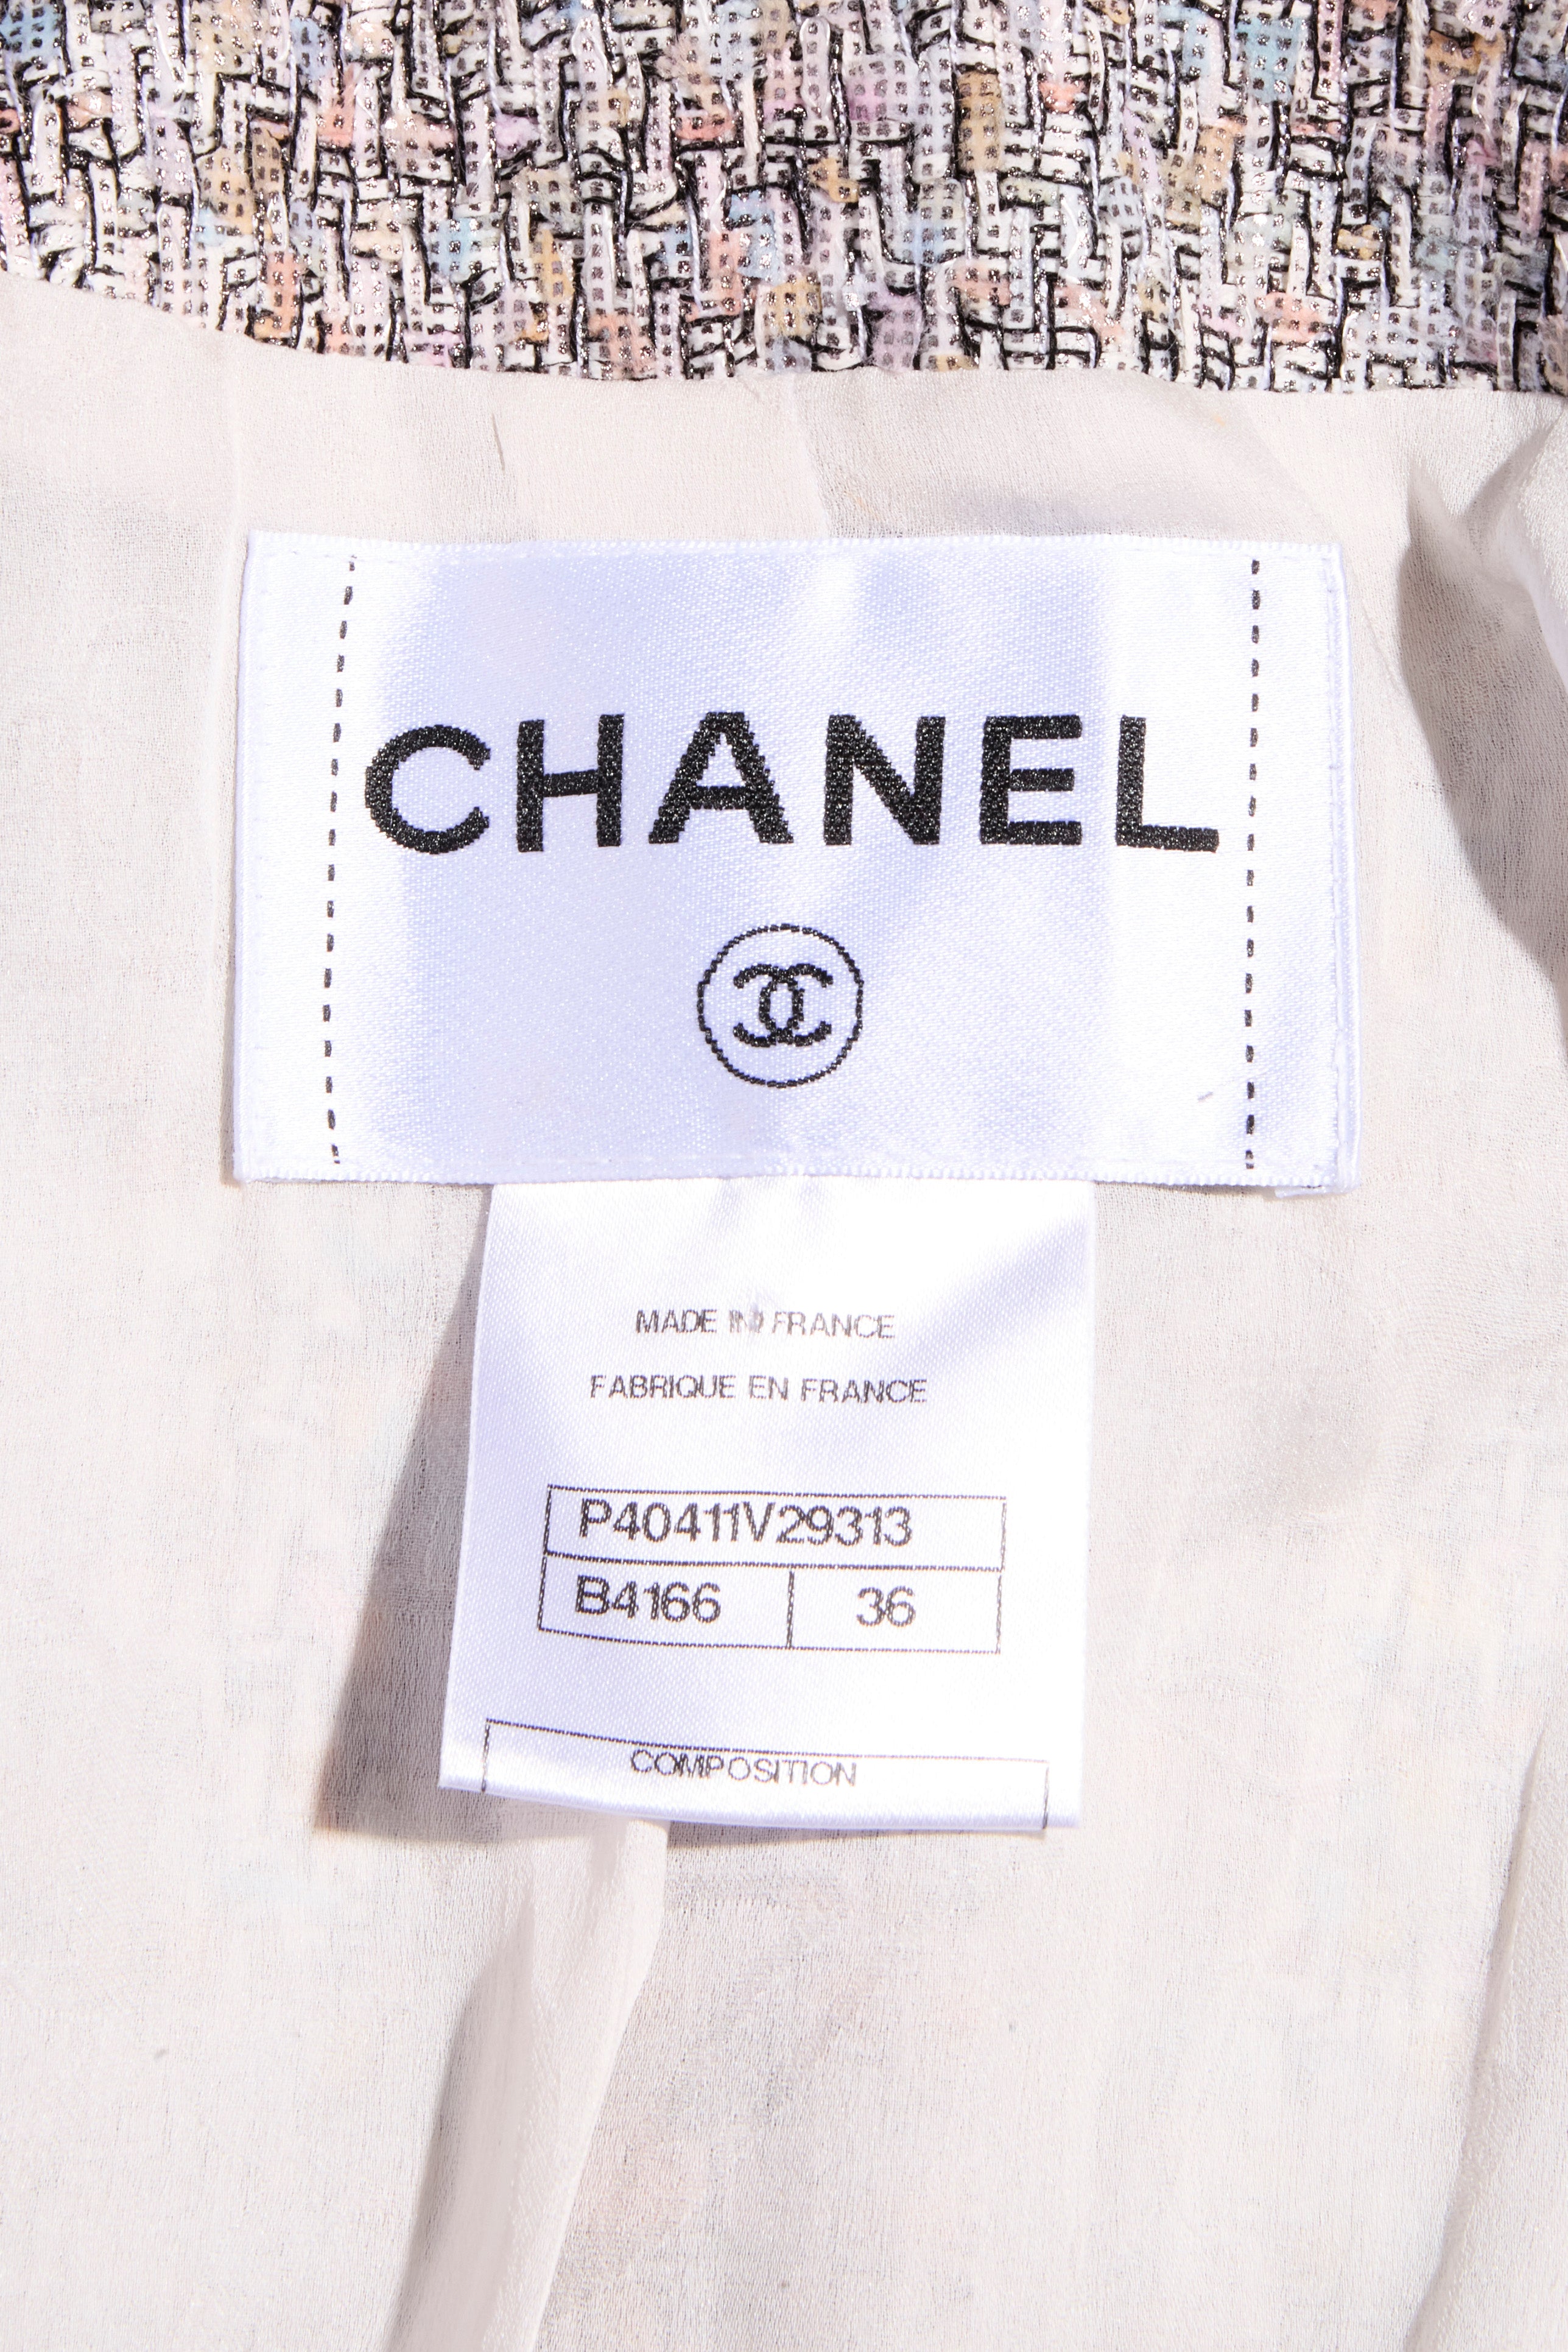 CHANEL
MADE IN FRANCE
FABRIQUE EN FRANCE
P40411V29313
B4166 36
COMPOSITION